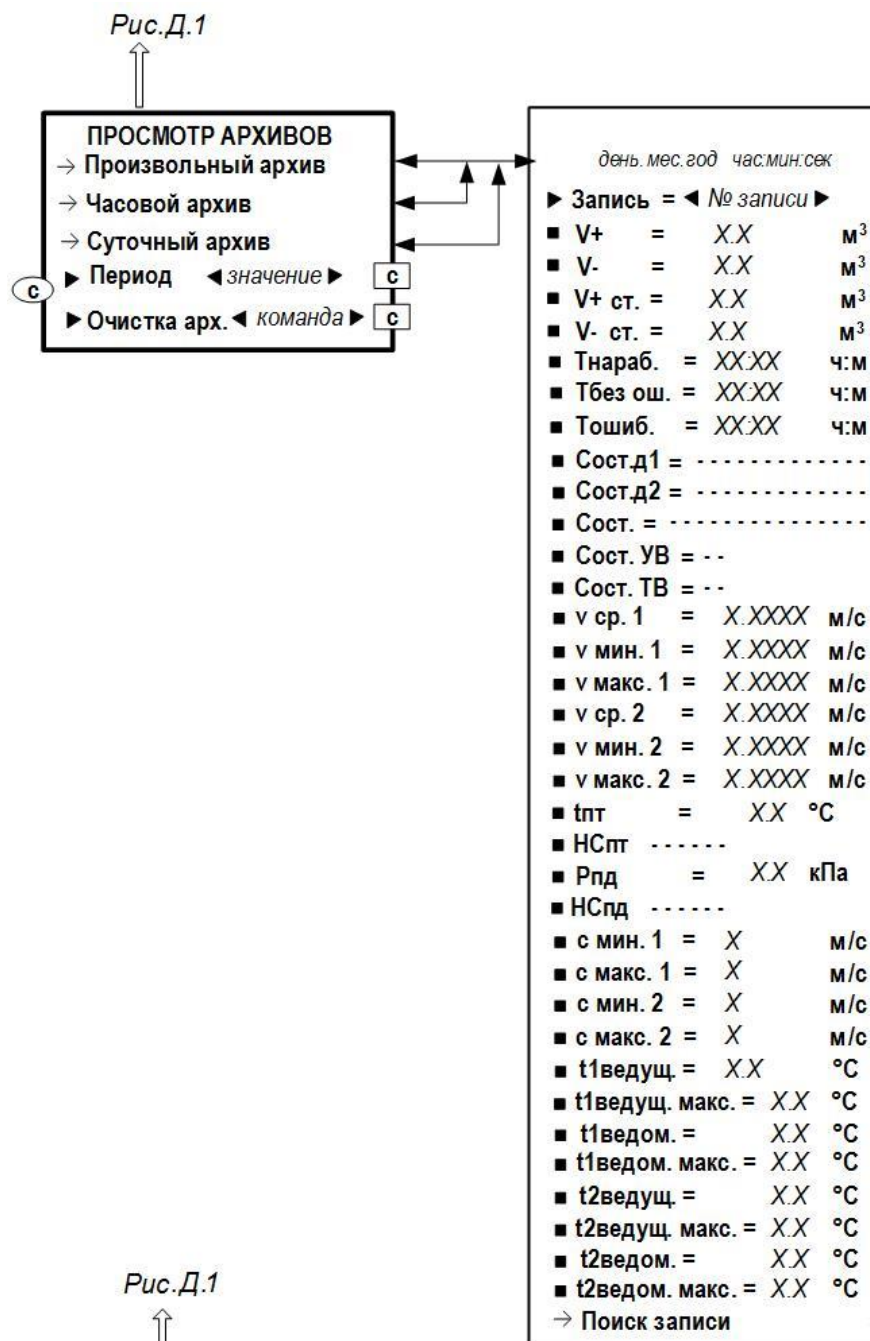 Рис.Д.1
ПРОСМОТР АРХИВОВ
→ Произвольный архив
→ Часовой архив
→ Суточный архив
с ▶ Период ◀ значение ▶ с
▶ Очистка арх. ◀ команда ▶ с
день.мес.год час:мин:сек
▶ Запись = ◀ № записи ▶
■ V+ = X.X м³
■ V- = X.X м³
■ V+ ст. = X.X м³
■ V- ст. = X.X м³
■ Тнараб. = XX:XX ч:м
■ Тбез ош. = XX:XX ч:м
■ Тошиб. = XX:XX ч:м
■ Сост.д1 = - - - - - - - - - - - - -
■ Сост.д2 = - - - - - - - - - - - - -
■ Сост. = - - - - - - - - - - - - - - -
■ Сост. УВ = - -
■ Сост. ТВ = - -
■ v ср. 1 = X.XXXX м/с
■ v мин. 1 = X.XXXX м/с
■ v макс. 1 = X.XXXX м/с
■ v ср. 2 = X.XXXX м/с
■ v мин. 2 = X.XXXX м/с
■ v макс. 2 = X.XXXX м/с
■ tпт = X.X °C
■ НСпт - - - - - -
■ Рпд = X.X кПа
■ НСпд - - - - - -
■ с мин. 1 = X м/с
■ с макс. 1 = X м/с
■ с мин. 2 = X м/с
■ с макс. 2 = X м/с
■ t1ведущ. = X.X °C
■ t1ведущ. макс. = X.X °C
■ t1ведом. = X.X °C
■ t1ведом. макс. = X.X °C
■ t2ведущ. = X.X °C
■ t2ведущ. макс. = X.X °C
■ t2ведом. = X.X °C
■ t2ведом. макс. = X.X °C
→ Поиск записи
Рис.Д.1